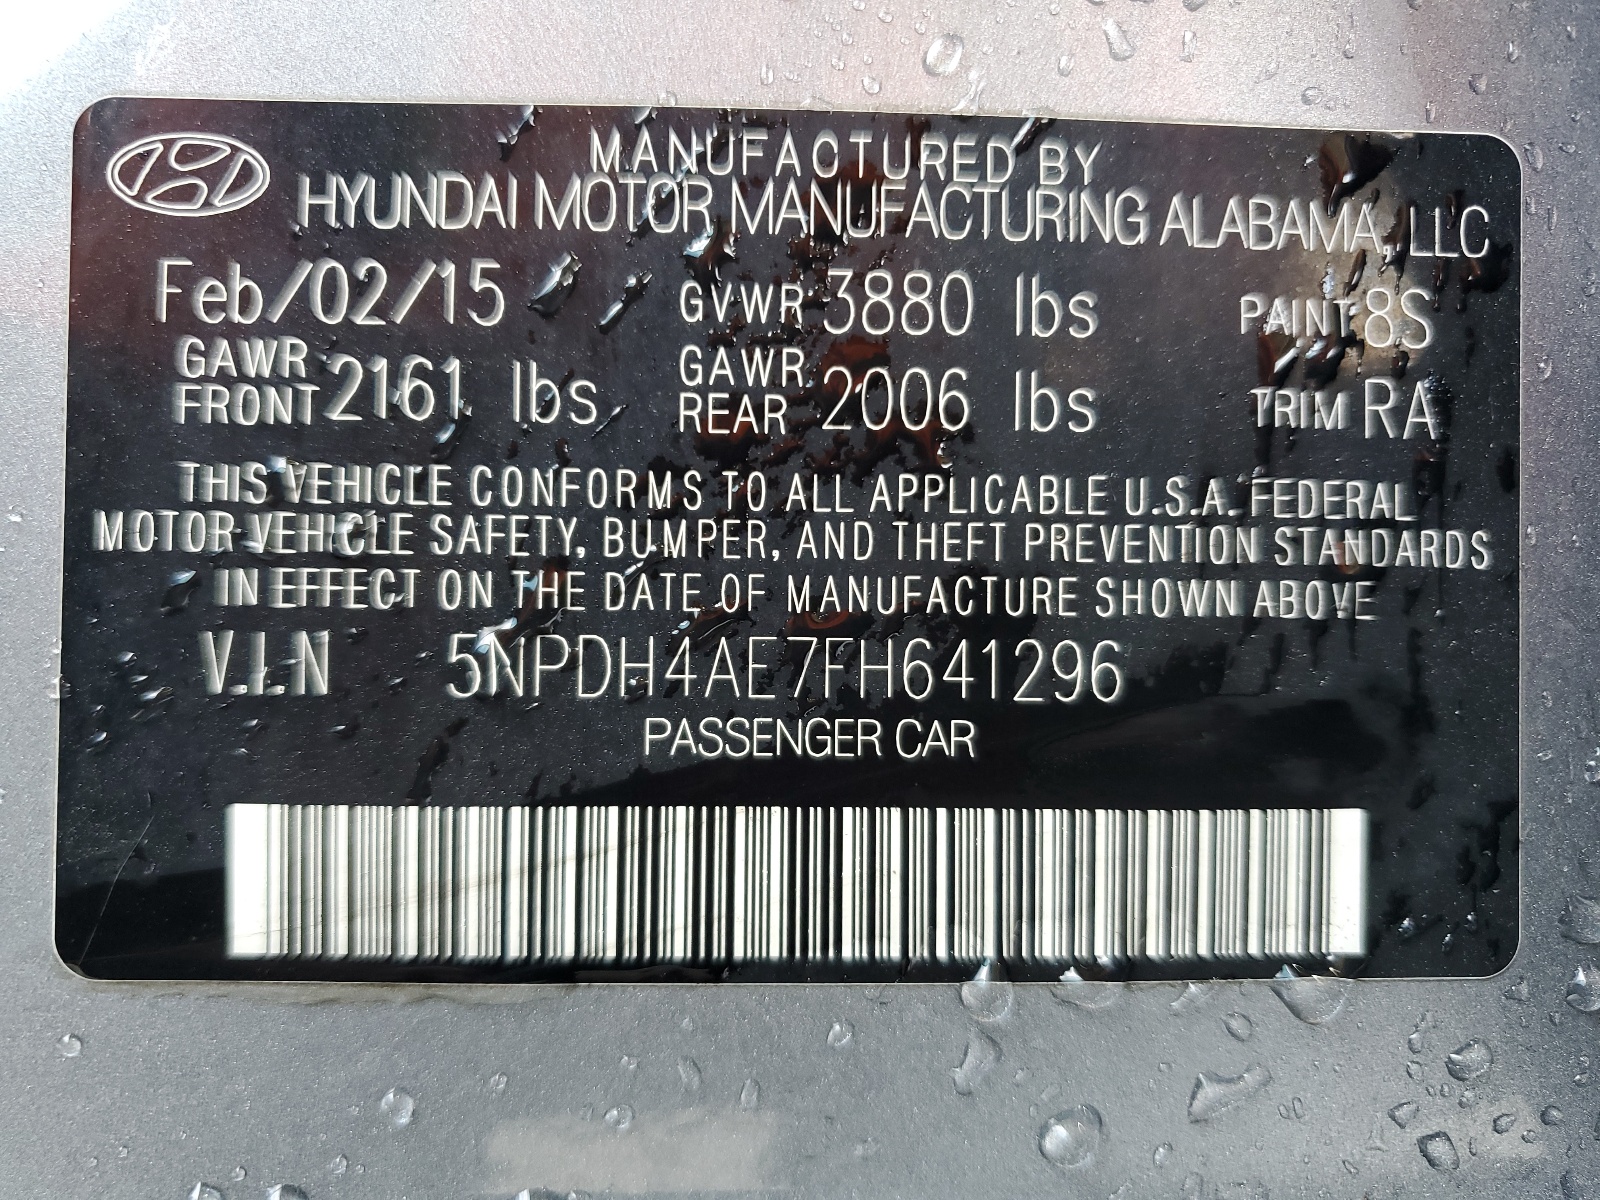 MANUFACTURED BY
HYUNDAI MOTOR MANUFACTURING ALABAMA, LLC
Feb/02/15 GVWR 3880 lbs PAINT 8S
GAWR FRONT 2161 lbs GAWR REAR 2006 lbs TRIM RA
THIS VEHICLE CONFORMS TO ALL APPLICABLE U.S.A. FEDERAL
MOTOR VEHICLE SAFETY, BUMPER, AND THEFT PREVENTION STANDARDS
IN EFFECT ON THE DATE OF MANUFACTURE SHOWN ABOVE
V.I.N 5NPDH4AE7FH641296
PASSENGER CAR